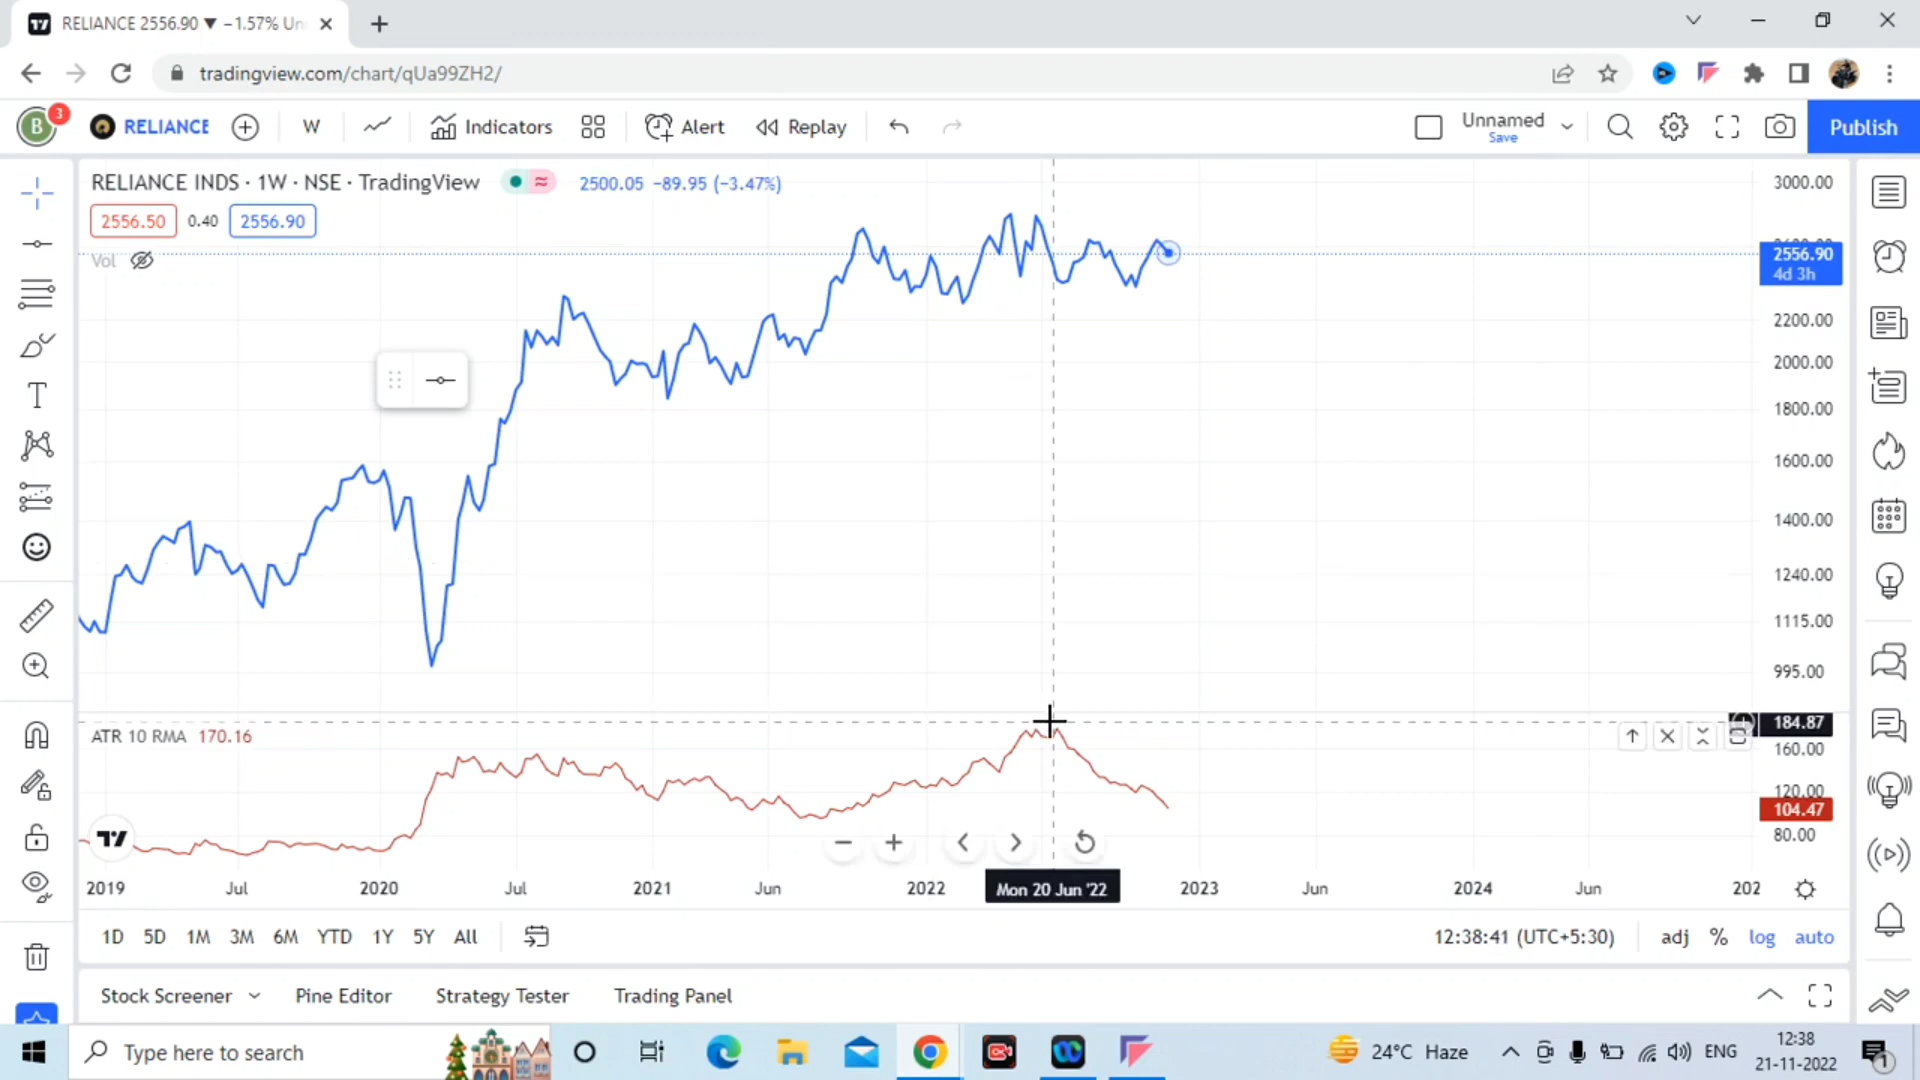 RELIANCE 2556.90 ▼ −1.57% Un
tradingview.com/chart/qUa99ZH2/
B 3 RELIANCE W Indicators Alert Replay Unnamed Save Publish
RELIANCE INDS · 1W · NSE · TradingView 2500.05 −89.95 (−3.47%)
2556.50 0.40 2556.90
Vol
3000.00
2556.90
4d 3h
2200.00
2000.00
1800.00
1600.00
1400.00
1240.00
1115.00
995.00
ATR 10 RMA 170.16
184.87
160.00
120.00
104.47
80.00
2019 Jul 2020 Jul 2021 Jun 2022 Mon 20 Jun '22 2023 Jun 2024 Jun 202
1D 5D 1M 3M 6M YTD 1Y 5Y All 12:38:41 (UTC+5:30) adj % log auto
Stock Screener Pine Editor Strategy Tester Trading Panel
Type here to search 24°C Haze ENG 12:38
21-11-2022 1